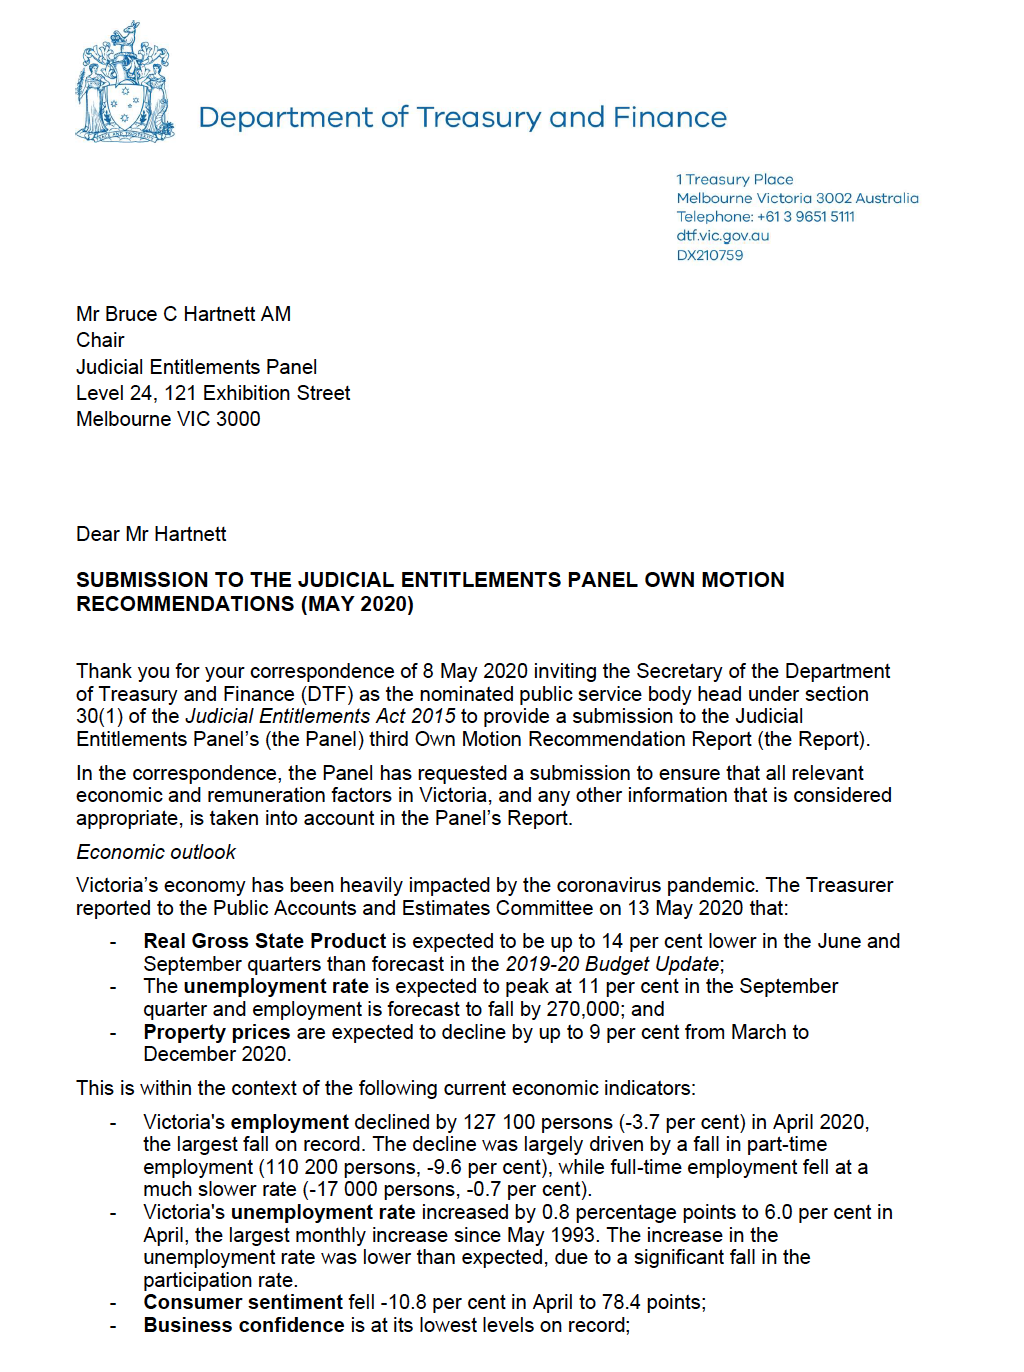 Department of Treasury and Finance
1 Treasury Place
Melbourne Victoria 3002 Australia
Telephone: +61 3 9651 5111
dtf.vic.gov.au
DX210759
Mr Bruce C Hartnett AM
Chair
Judicial Entitlements Panel
Level 24, 121 Exhibition Street
Melbourne VIC 3000
Dear Mr Hartnett
SUBMISSION TO THE JUDICIAL ENTITLEMENTS PANEL OWN MOTION
RECOMMENDATIONS (MAY 2020)
Thank you for your correspondence of 8 May 2020 inviting the Secretary of the Department
of Treasury and Finance (DTF) as the nominated public service body head under section
30(1) of the Judicial Entitlements Act 2015 to provide a submission to the Judicial
Entitlements Panel's (the Panel) third Own Motion Recommendation Report (the Report).
In the correspondence, the Panel has requested a submission to ensure that all relevant
economic and remuneration factors in Victoria, and any other information that is considered
appropriate, is taken into account in the Panel's Report.
Economic outlook
Victoria's economy has been heavily impacted by the coronavirus pandemic. The Treasurer
reported to the Public Accounts and Estimates Committee on 13 May 2020 that:
- Real Gross State Product is expected to be up to 14 per cent lower in the June and
September quarters than forecast in the 2019-20 Budget Update;
- The unemployment rate is expected to peak at 11 per cent in the September
quarter and employment is forecast to fall by 270,000; and
- Property prices are expected to decline by up to 9 per cent from March to
December 2020.
This is within the context of the following current economic indicators:
- Victoria's employment declined by 127 100 persons (-3.7 per cent) in April 2020,
the largest fall on record. The decline was largely driven by a fall in part-time
employment (110 200 persons, -9.6 per cent), while full-time employment fell at a
much slower rate (-17 000 persons, -0.7 per cent).
- Victoria's unemployment rate increased by 0.8 percentage points to 6.0 per cent in
April, the largest monthly increase since May 1993. The increase in the
unemployment rate was lower than expected, due to a significant fall in the
participation rate.
- Consumer sentiment fell -10.8 per cent in April to 78.4 points;
- Business confidence is at its lowest levels on record;